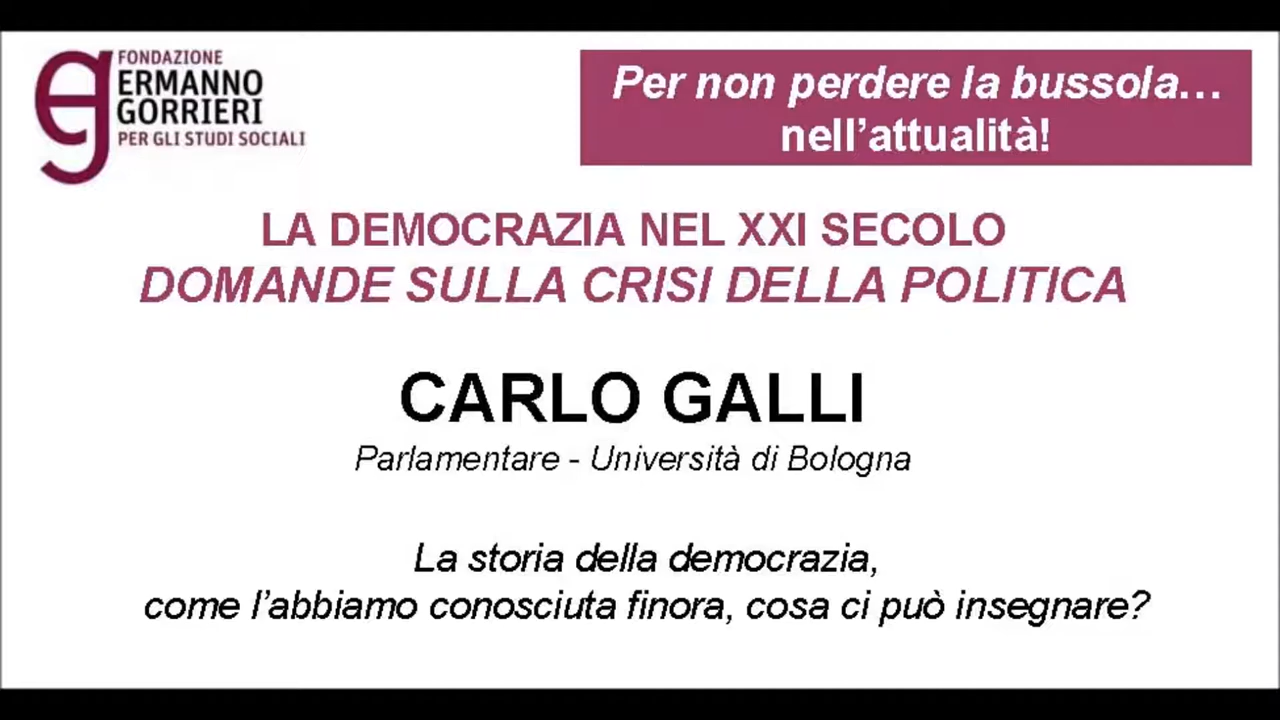 FONDAZIONE
ERMANNO
GORRIERI
PER GLI STUDI SOCIALI
Per non perdere la bussola…
nell’attualità!
LA DEMOCRAZIA NEL XXI SECOLO
DOMANDE SULLA CRISI DELLA POLITICA
CARLO GALLI
Parlamentare - Università di Bologna
La storia della democrazia,
come l’abbiamo conosciuta finora, cosa ci può insegnare?